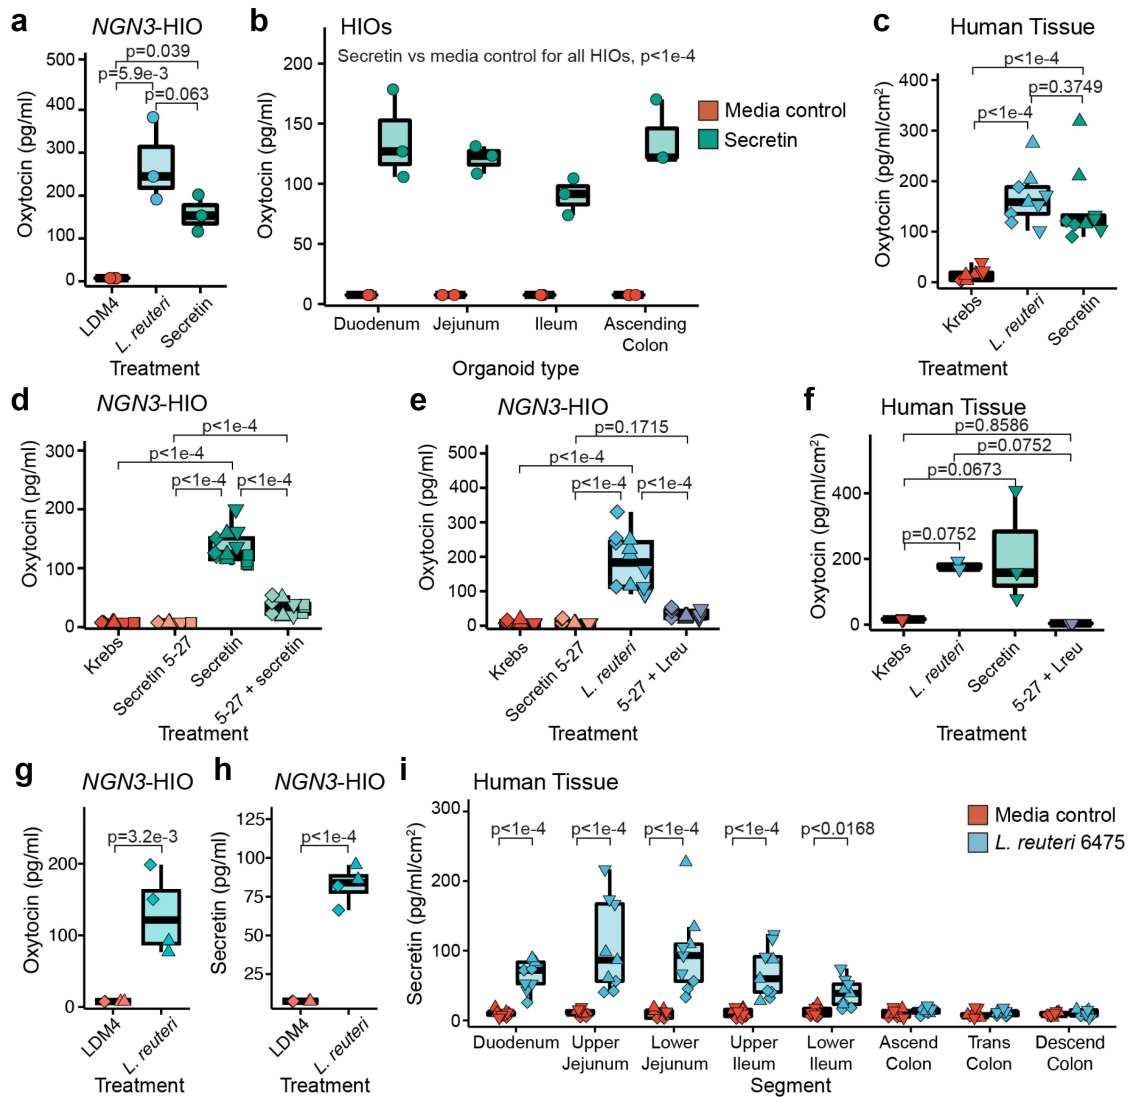 a
NGN3-HIO
p=0.039
p=5.9e-3
p=0.063
Oxytocin (pg/ml)
500
400
300
200
100
0
LDM4
L. reuteri
Secretin
Treatment
b
HIOs
Secretin vs media control for all HIOs, p<1e-4
Oxytocin (pg/ml)
200
150
100
50
0
Media control
Secretin
Duodenum
Jejunum
Ileum
Ascending
Colon
Organoid type
c
Human Tissue
p<1e-4
p=0.3749
p<1e-4
Oxytocin (pg/ml/cm²)
400
300
200
100
0
Krebs
L. reuteri
Secretin
Treatment
d
NGN3-HIO
p<1e-4
p<1e-4
p<1e-4
p<1e-4
Oxytocin (pg/ml)
300
200
100
0
Krebs
Secretin 5-27
Secretin
5-27 + secretin
Treatment
e
NGN3-HIO
p=0.1715
p<1e-4
p<1e-4
p<1e-4
Oxytocin (pg/ml)
500
400
300
200
100
0
Krebs
Secretin 5-27
L. reuteri
5-27 + Lreu
Treatment
f
Human Tissue
p=0.8586
p=0.0752
p=0.0673
p=0.0752
Oxytocin (pg/ml/cm²)
400
200
0
Krebs
L. reuteri
Secretin
5-27 + Lreu
Treatment
g
NGN3-HIO
p=3.2e-3
Oxytocin (pg/ml)
200
100
0
LDM4
L. reuteri
Treatment
h
NGN3-HIO
p<1e-4
Secretin (pg/ml)
125
100
75
50
25
LDM4
L. reuteri
Treatment
i
Human Tissue
p<1e-4
p<1e-4
p<1e-4
p<1e-4
p<0.0168
Media control
L. reuteri 6475
Secretin (pg/ml/cm²)
300
200
100
0
Duodenum
Upper
Jejunum
Lower
Jejunum
Upper
Ileum
Lower
Ileum
Ascend
Colon
Trans
Colon
Descend
Colon
Segment